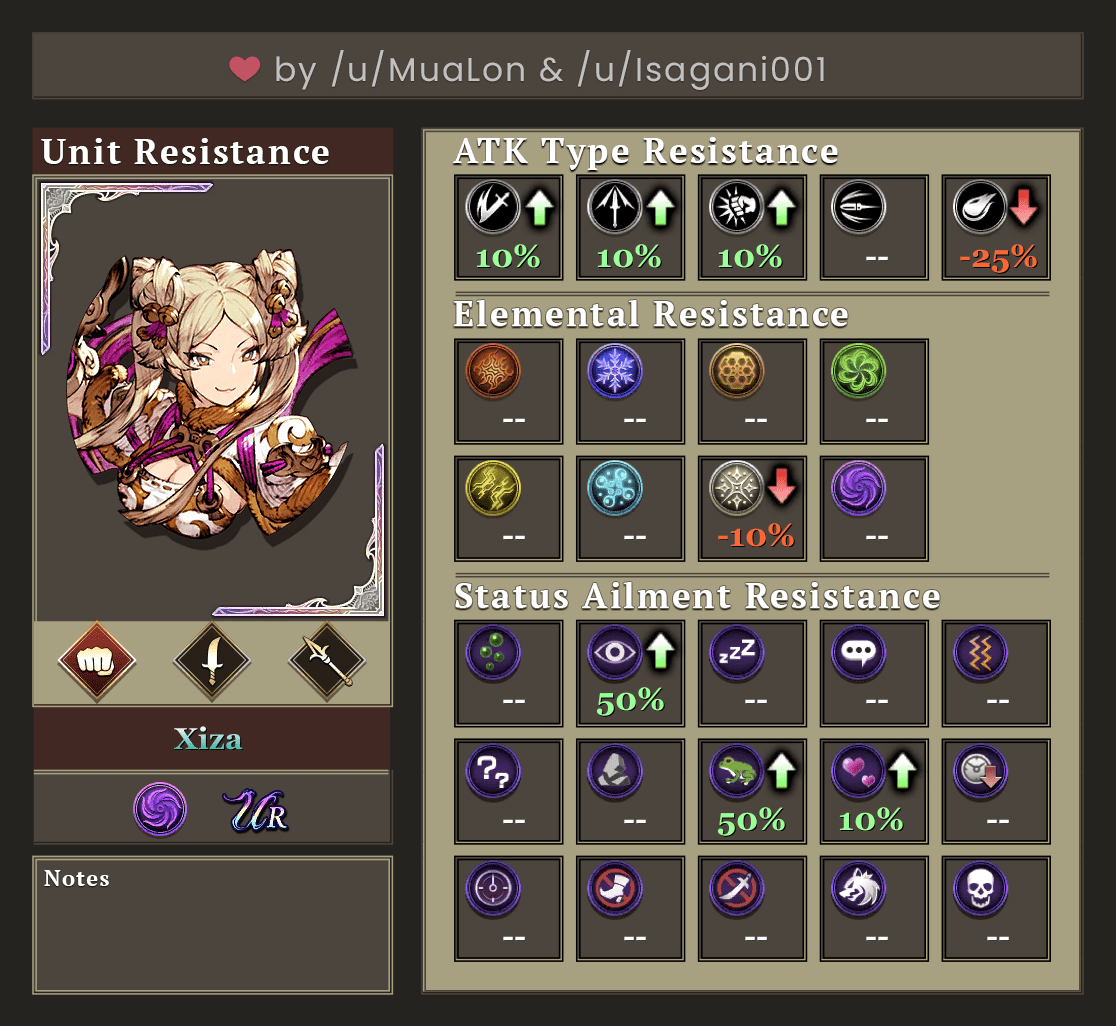 by /u/MuaLon & /u/Isagani001
Unit Resistance
Xiza
UR
Notes
ATK Type Resistance
10% 10% 10% -- -25%
Elemental Resistance
-- -- -- --
-- -- -10% --
Status Ailment Resistance
zzZ
-- 50% -- -- --
??
-- -- 50% 10% --
-- -- -- -- --